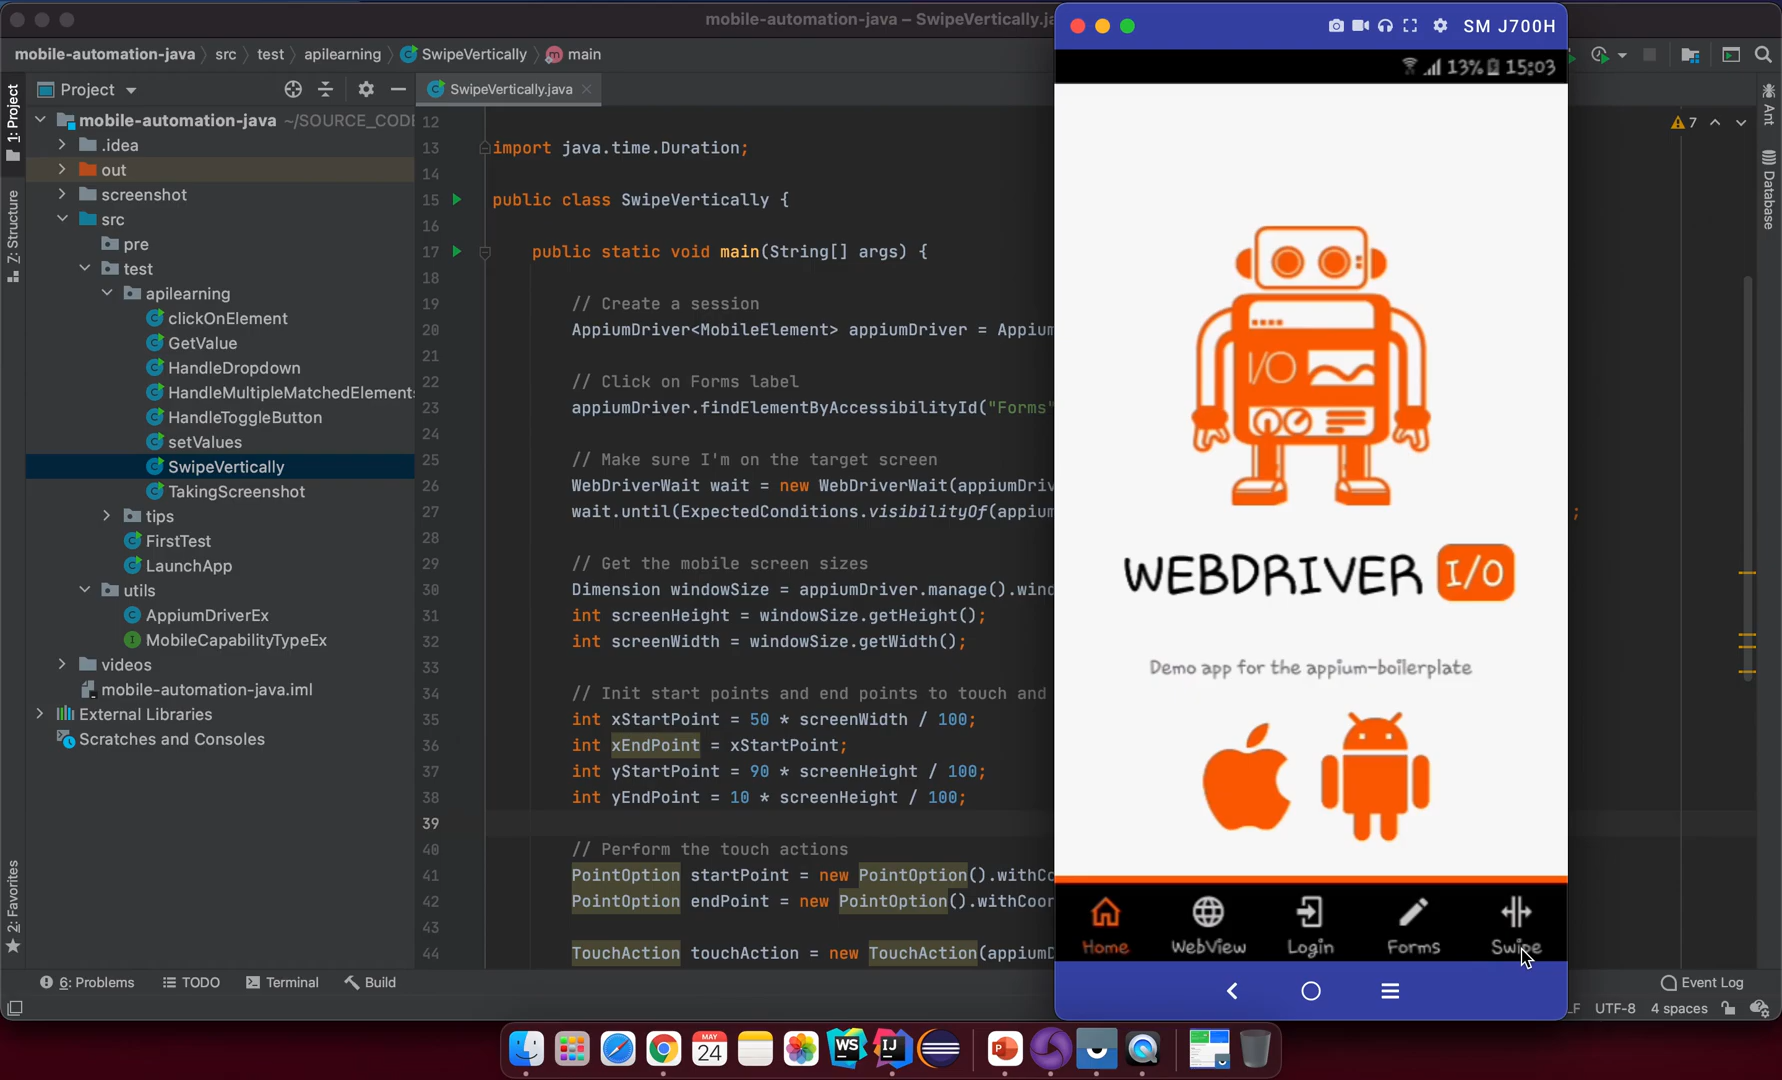 mobile-automation-java – SwipeVertically.ja
mobile-automation-java
src
test
apilearning
SwipeVertically
main
1: Project
7: Structure
2: Favorites
Project
mobile-automation-java ~/SOURCE_CODE
.idea
out
screenshot
src
pre
test
apilearning
clickOnElement
GetValue
HandleDropdown
HandleMultipleMatchedElements
HandleToggleButton
setValues
SwipeVertically
TakingScreenshot
tips
FirstTest
LaunchApp
utils
AppiumDriverEx
MobileCapabilityTypeEx
videos
mobile-automation-java.iml
External Libraries
Scratches and Consoles
SwipeVertically.java
12
13 import java.time.Duration;
14
15 public class SwipeVertically {
16
17 public static void main(String[] args) {
18
19 // Create a session
20 AppiumDriver<MobileElement> appiumDriver = Appium
21
22 // Click on Forms label
23 appiumDriver.findElementByAccessibilityId("Forms"
24
25 // Make sure I'm on the target screen
26 WebDriverWait wait = new WebDriverWait(appiumDriv
27 wait.until(ExpectedConditions.visibilityOf(appium ;
28
29 // Get the mobile screen sizes
30 Dimension windowSize = appiumDriver.manage().wind
31 int screenHeight = windowSize.getHeight();
32 int screenWidth = windowSize.getWidth();
33
34 // Init start points and end points to touch and
35 int xStartPoint = 50 * screenWidth / 100;
36 int xEndPoint = xStartPoint;
37 int yStartPoint = 90 * screenHeight / 100;
38 int yEndPoint = 10 * screenHeight / 100;
39
40 // Perform the touch actions
41 PointOption startPoint = new PointOption().withCo
42 PointOption endPoint = new PointOption().withCoor
43
44 TouchAction touchAction = new TouchAction(appiumD
7
Ant
Database
SM J700H
13% 15:03
I/O
WEBDRIVER I/O
Demo app for the appium-boilerplate
Home
WebView
Login
Forms
Swipe
6: Problems
TODO
Terminal
Build
Event Log
LF
UTF-8
4 spaces
MAY
24
WS
IJ
P